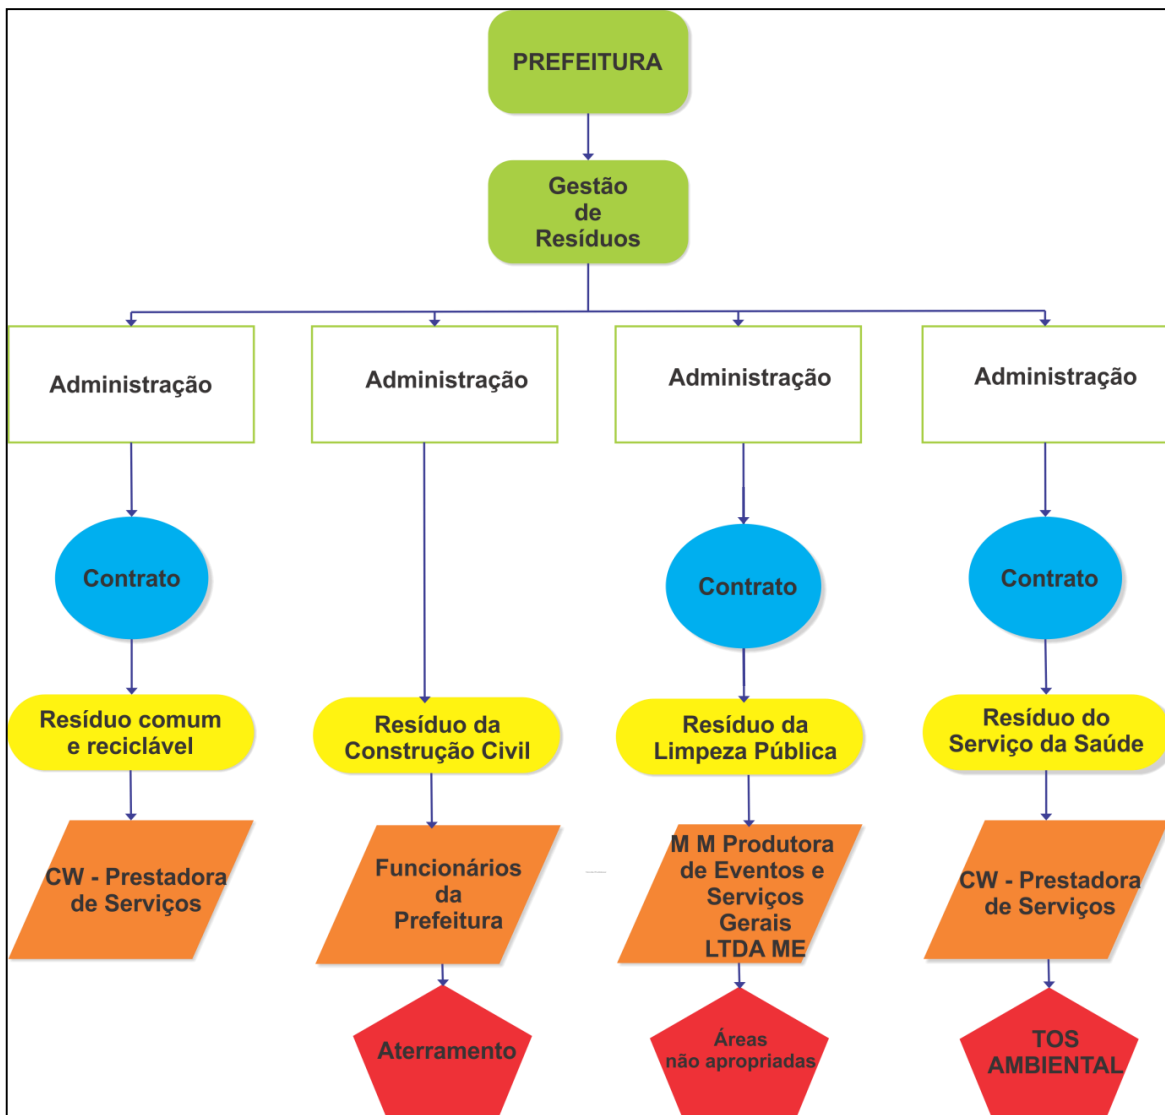 PREFEITURA
Gestão
de
Resíduos
Administração
Administração
Administração
Administração
Contrato
Contrato
Contrato
Resíduo comum
e reciclável
Resíduo da
Construção Civil
Resíduo da
Limpeza Pública
Resíduo do
Serviço da Saúde
CW - Prestadora
de Serviços
Funcionários
da
Prefeitura
M M Produtora
de Eventos e
Serviços
Gerais
LTDA ME
CW - Prestadora
de Serviços
Aterramento
Áreas
não apropriadas
TOS
AMBIENTAL